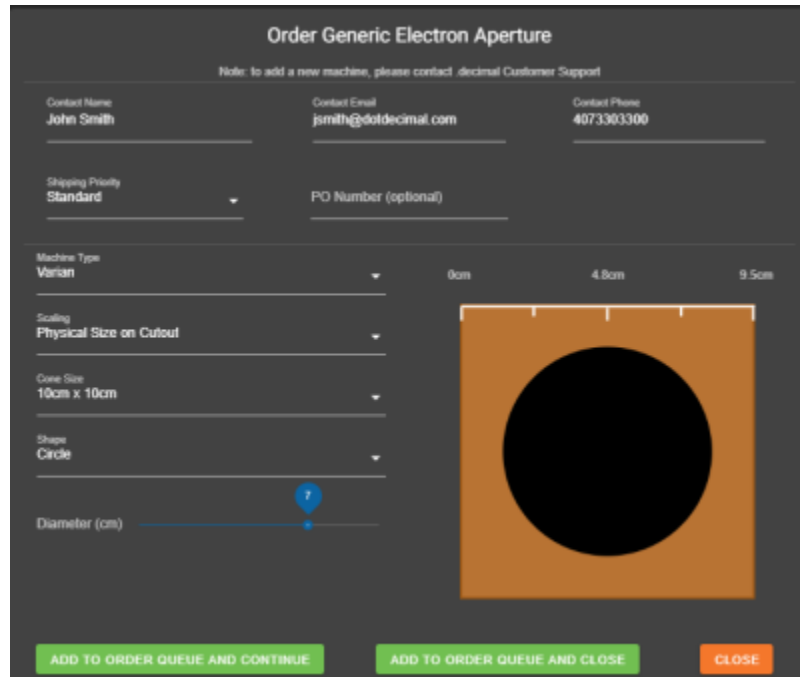 Order Generic Electron Aperture
Note: to add a new machine, please contact .decimal Customer Support
Contact Name
John Smith
Contact Email
jsmith@dotdecimal.com
Contact Phone
4073303300
Shipping Priority
Standard
PO Number (optional)
Machine Type
Varian
Scaling
Physical Size on Cutout
Cone Size
10cm x 10cm
Shape
Circle
Diameter (cm)
7
0cm 4.8cm 9.5cm
ADD TO ORDER QUEUE AND CONTINUE
ADD TO ORDER QUEUE AND CLOSE
CLOSE